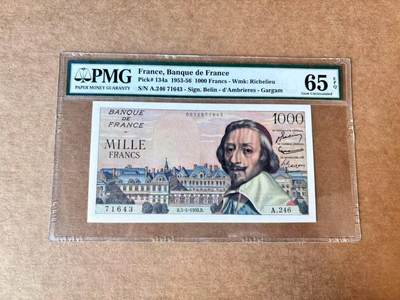 PMG
PAPER MONEY GUARANTY
France, Banque de France
Pick# 134a 1953-56 1000 Francs - Wmk: Richelieu
S/N A.246 71643 - Sign. Belin - d'Ambrieres - Gargam
65 EPQ
Gem Uncirculated
BANQUE
DE
FRANCE
1000
MILLE
FRANCS
71643
A.246